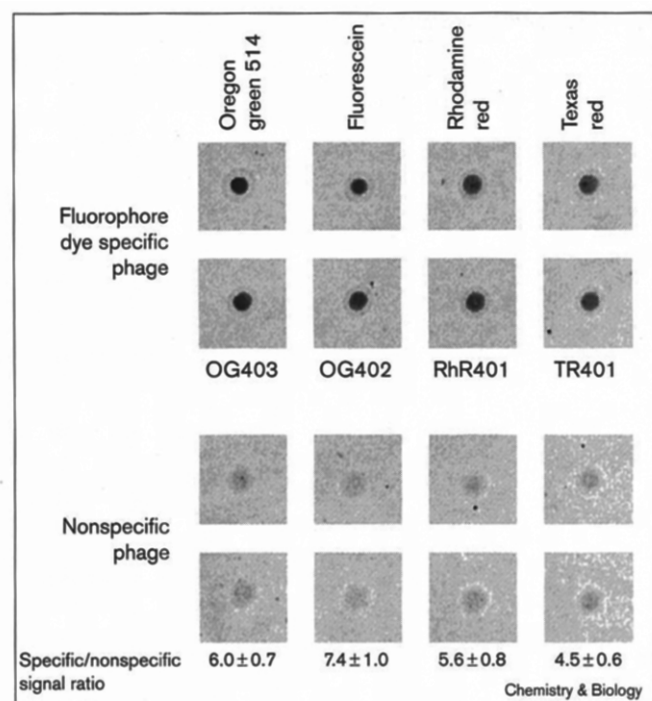 Oregon
green 514
Fluorescein
Rhodamine
red
Texas
red
Fluorophore
dye specific
phage
OG403 OG402 RhR401 TR401
Nonspecific
phage
Specific/nonspecific
signal ratio
6.0±0.7 7.4±1.0 5.6±0.8 4.5±0.6
Chemistry & Biology